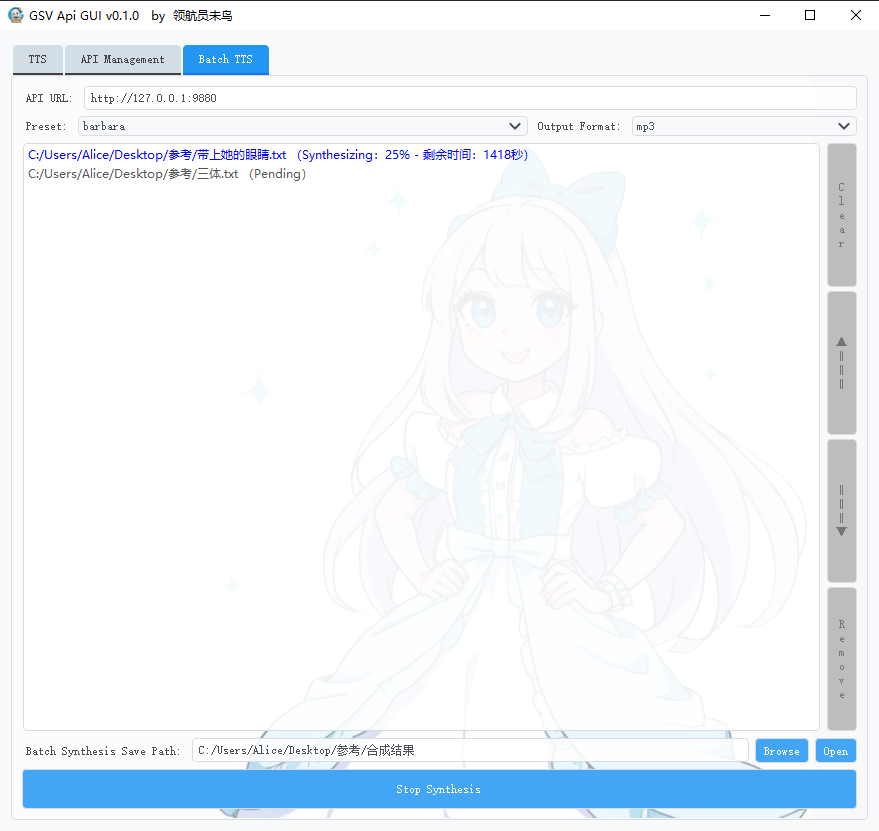 GSV Api GUI v0.1.0 by 领航员未鸟
TTS API Management Batch TTS
API URL: http://127.0.0.1:9880
Preset: barbara Output Format: mp3
C:/Users/Alice/Desktop/参考/带上她的眼睛.txt （Synthesizing：25% - 剩余时间：1418秒）
C:/Users/Alice/Desktop/参考/三体.txt （Pending）
Clear
Remove
Batch Synthesis Save Path: C:/Users/Alice/Desktop/参考/合成结果 Browse Open
Stop Synthesis